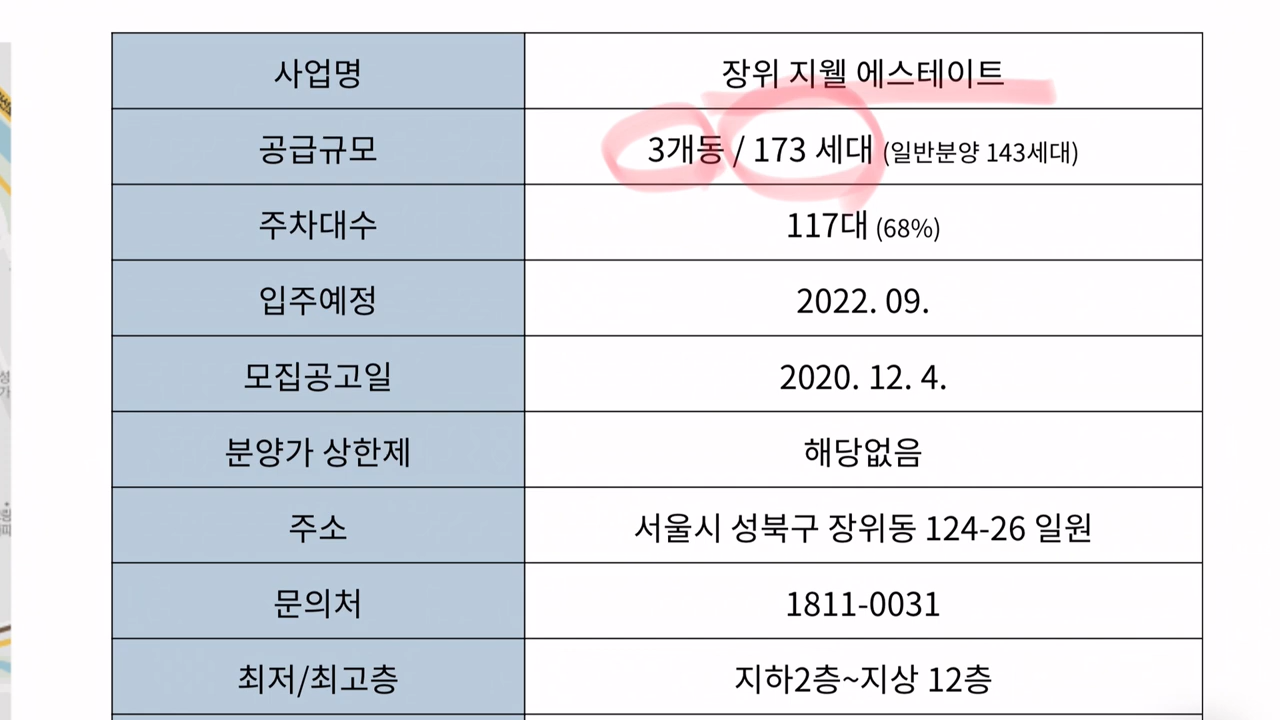 사업명 장위 지웰 에스테이트
공급규모 3개동 / 173 세대 (일반분양 143세대)
주차대수 117대 (68%)
입주예정 2022. 09.
모집공고일 2020. 12. 4.
분양가 상한제 해당없음
주소 서울시 성북구 장위동 124-26 일원
문의처 1811-0031
최저/최고층 지하2층~지상 12층